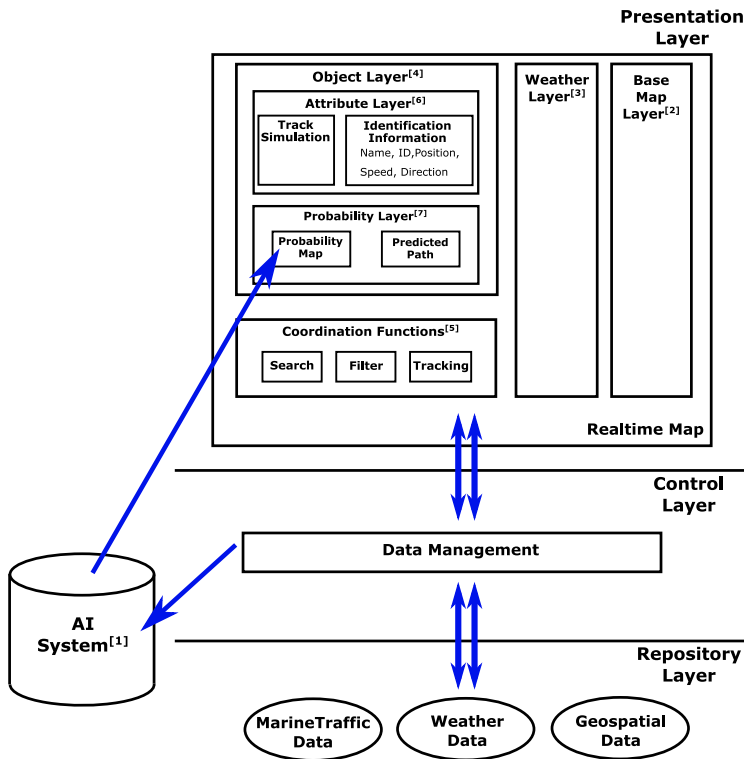 Presentation
Layer
Object Layer[4]
Attribute Layer[6]
Track
Simulation
Identification
Information
Name, ID,Position,
Speed, Direction
Probability Layer[7]
Probability
Map
Predicted
Path
Weather
Layer[3]
Base
Map
Layer[2]
Coordination Functions[5]
Search
Filter
Tracking
Realtime Map
Control
Layer
Data Management
AI
System[1]
Repository
Layer
MarineTraffic
Data
Weather
Data
Geospatial
Data